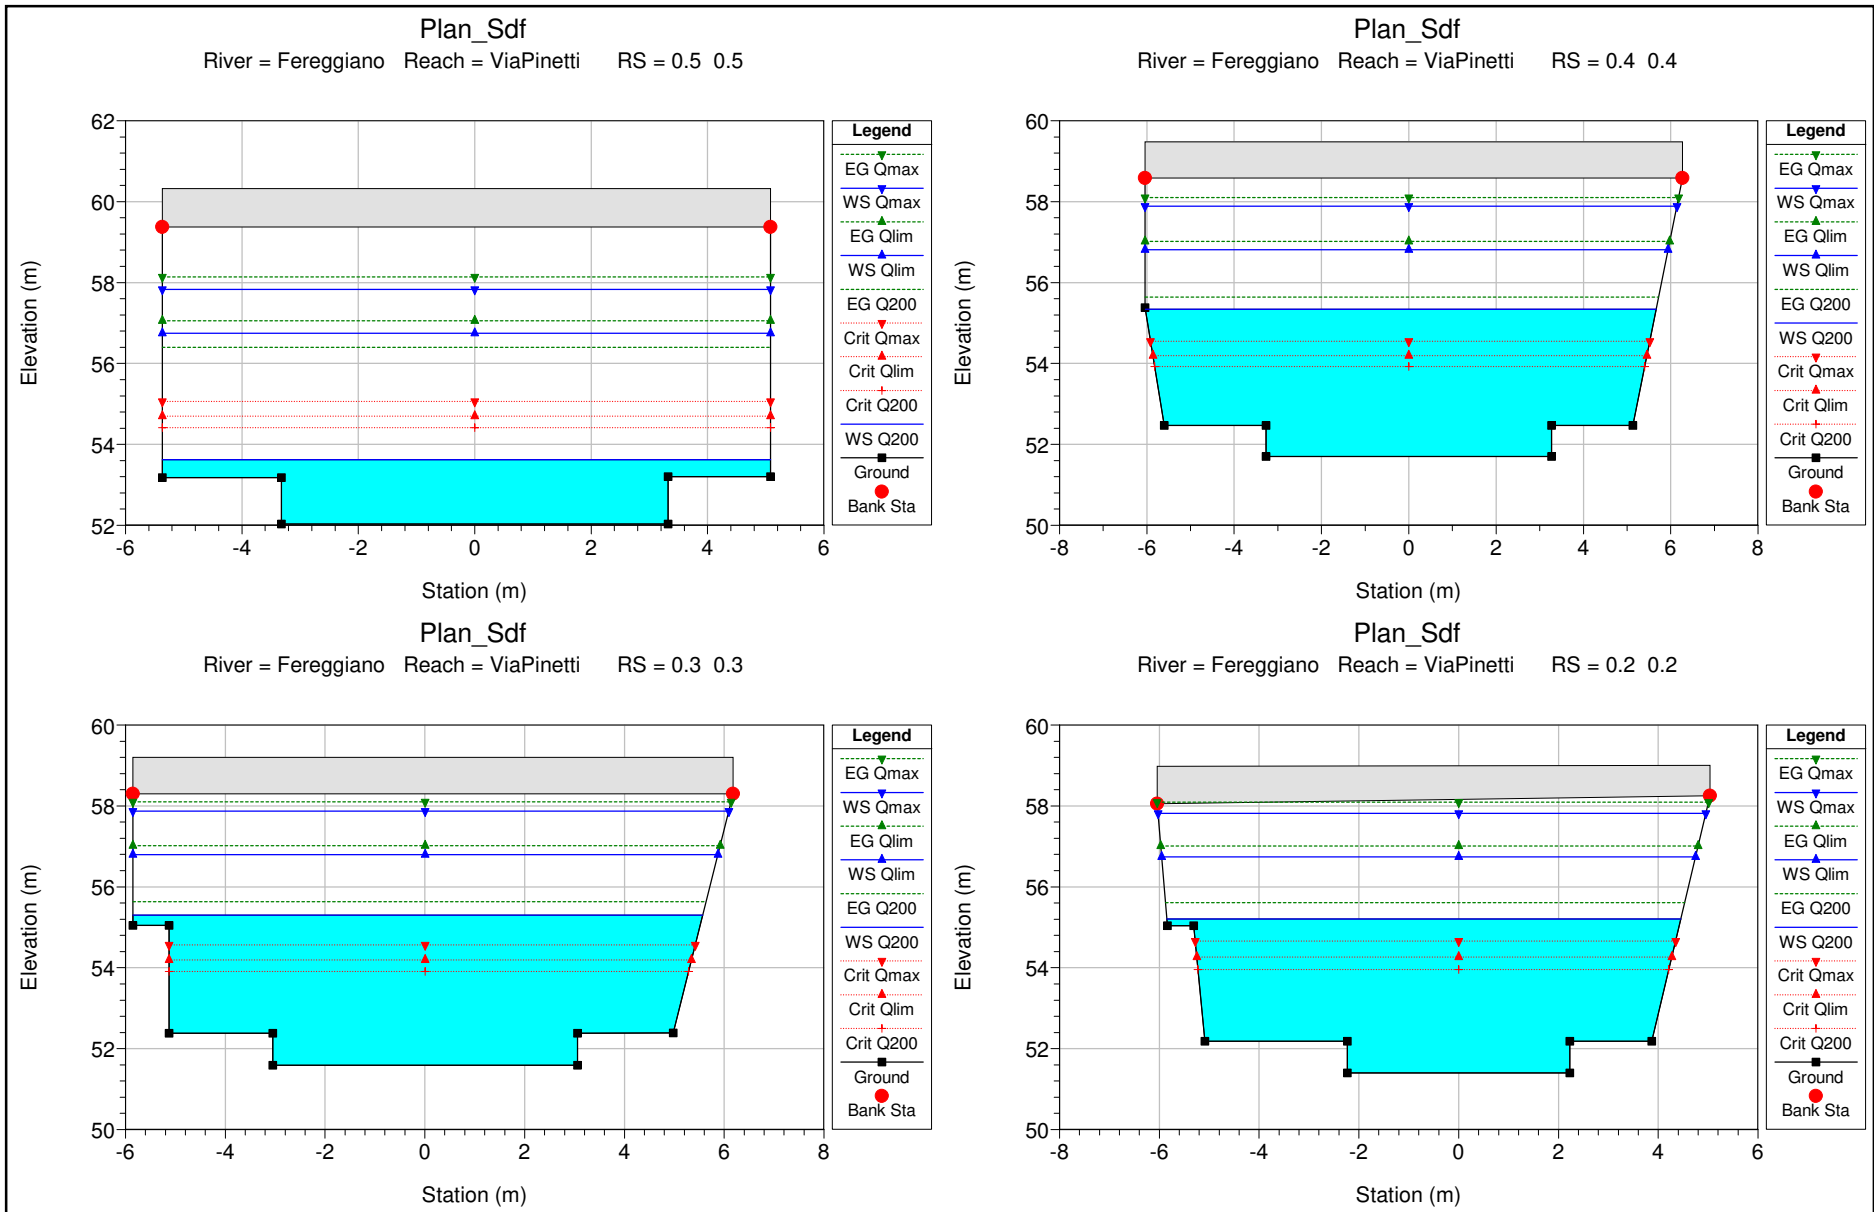 Plan_Sdf
River = Fereggiano Reach = ViaPinetti RS = 0.5 0.5
62
60
58
56
54
52
-6
-4
-2
0
2
4
6
Elevation (m)
Station (m)
Legend
EG Qmax
WS Qmax
EG Qlim
WS Qlim
EG Q200
Crit Qmax
Crit Qlim
Crit Q200
WS Q200
Ground
Bank Sta
Plan_Sdf
River = Fereggiano Reach = ViaPinetti RS = 0.4 0.4
60
58
56
54
52
50
-8
-6
-4
-2
0
2
4
6
8
Elevation (m)
Station (m)
Legend
EG Qmax
WS Qmax
EG Qlim
WS Qlim
EG Q200
WS Q200
Crit Qmax
Crit Qlim
Crit Q200
Ground
Bank Sta
Plan_Sdf
River = Fereggiano Reach = ViaPinetti RS = 0.3 0.3
60
58
56
54
52
50
-6
-4
-2
0
2
4
6
8
Elevation (m)
Station (m)
Legend
EG Qmax
WS Qmax
EG Qlim
WS Qlim
EG Q200
WS Q200
Crit Qmax
Crit Qlim
Crit Q200
Ground
Bank Sta
Plan_Sdf
River = Fereggiano Reach = ViaPinetti RS = 0.2 0.2
60
58
56
54
52
50
-8
-6
-4
-2
0
2
4
6
Elevation (m)
Station (m)
Legend
EG Qmax
WS Qmax
EG Qlim
WS Qlim
EG Q200
WS Q200
Crit Qmax
Crit Qlim
Crit Q200
Ground
Bank Sta